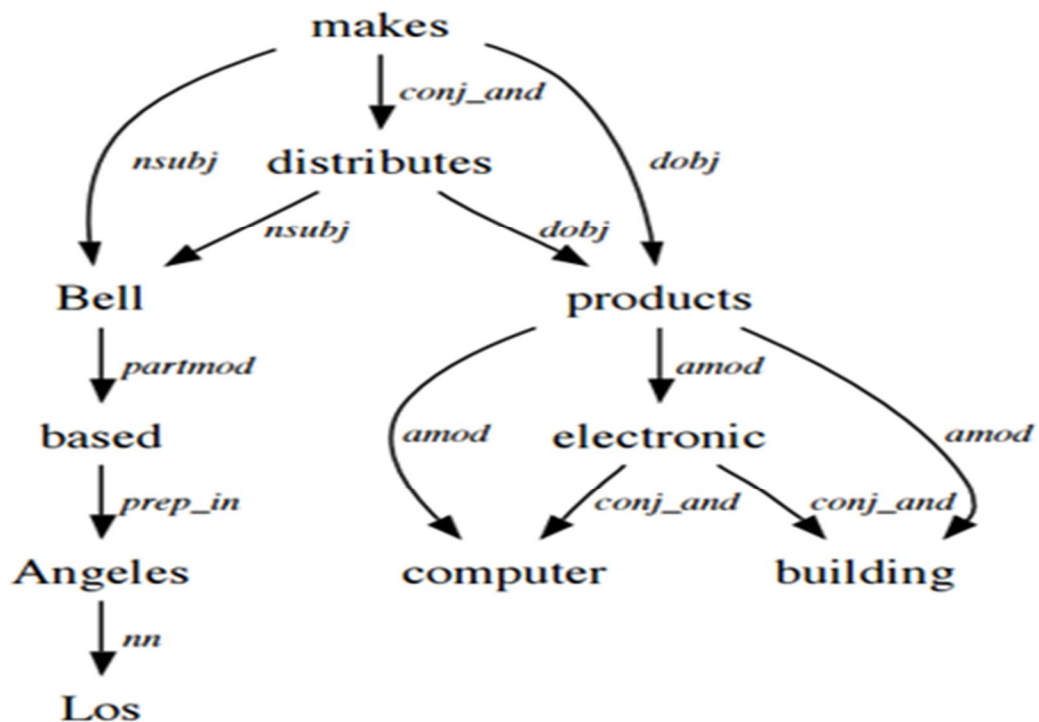 makes
conj_and
nsubj distributes dobj
nsubj dobj
Bell products
partmod amod
based amod electronic amod
prep_in conj_and conj_and
Angeles computer building
nn
Los